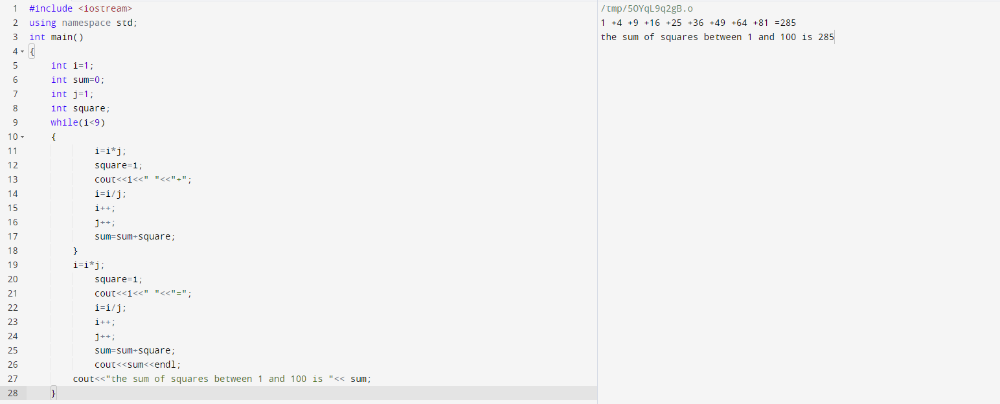 1 #include <iostream>
2 using namespace std;
3 int main()
4 {
5 int i=1;
6 int sum=0;
7 int j=1;
8 int square;
9 while(i<9)
10 {
11 i=i*j;
12 square=i;
13 cout<<i<<" "<<"+";
14 i=i/j;
15 i++;
16 j++;
17 sum=sum+square;
18 }
19 i=i*j;
20 square=i;
21 cout<<i<<" "<<"=";
22 i=i/j;
23 i++;
24 j++;
25 sum=sum+square;
26 cout<<sum<<endl;
27 cout<<"the sum of squares between 1 and 100 is "<< sum;
28 }
/tmp/5OYqL9q2gB.o
1 +4 +9 +16 +25 +36 +49 +64 +81 =285
the sum of squares between 1 and 100 is 285